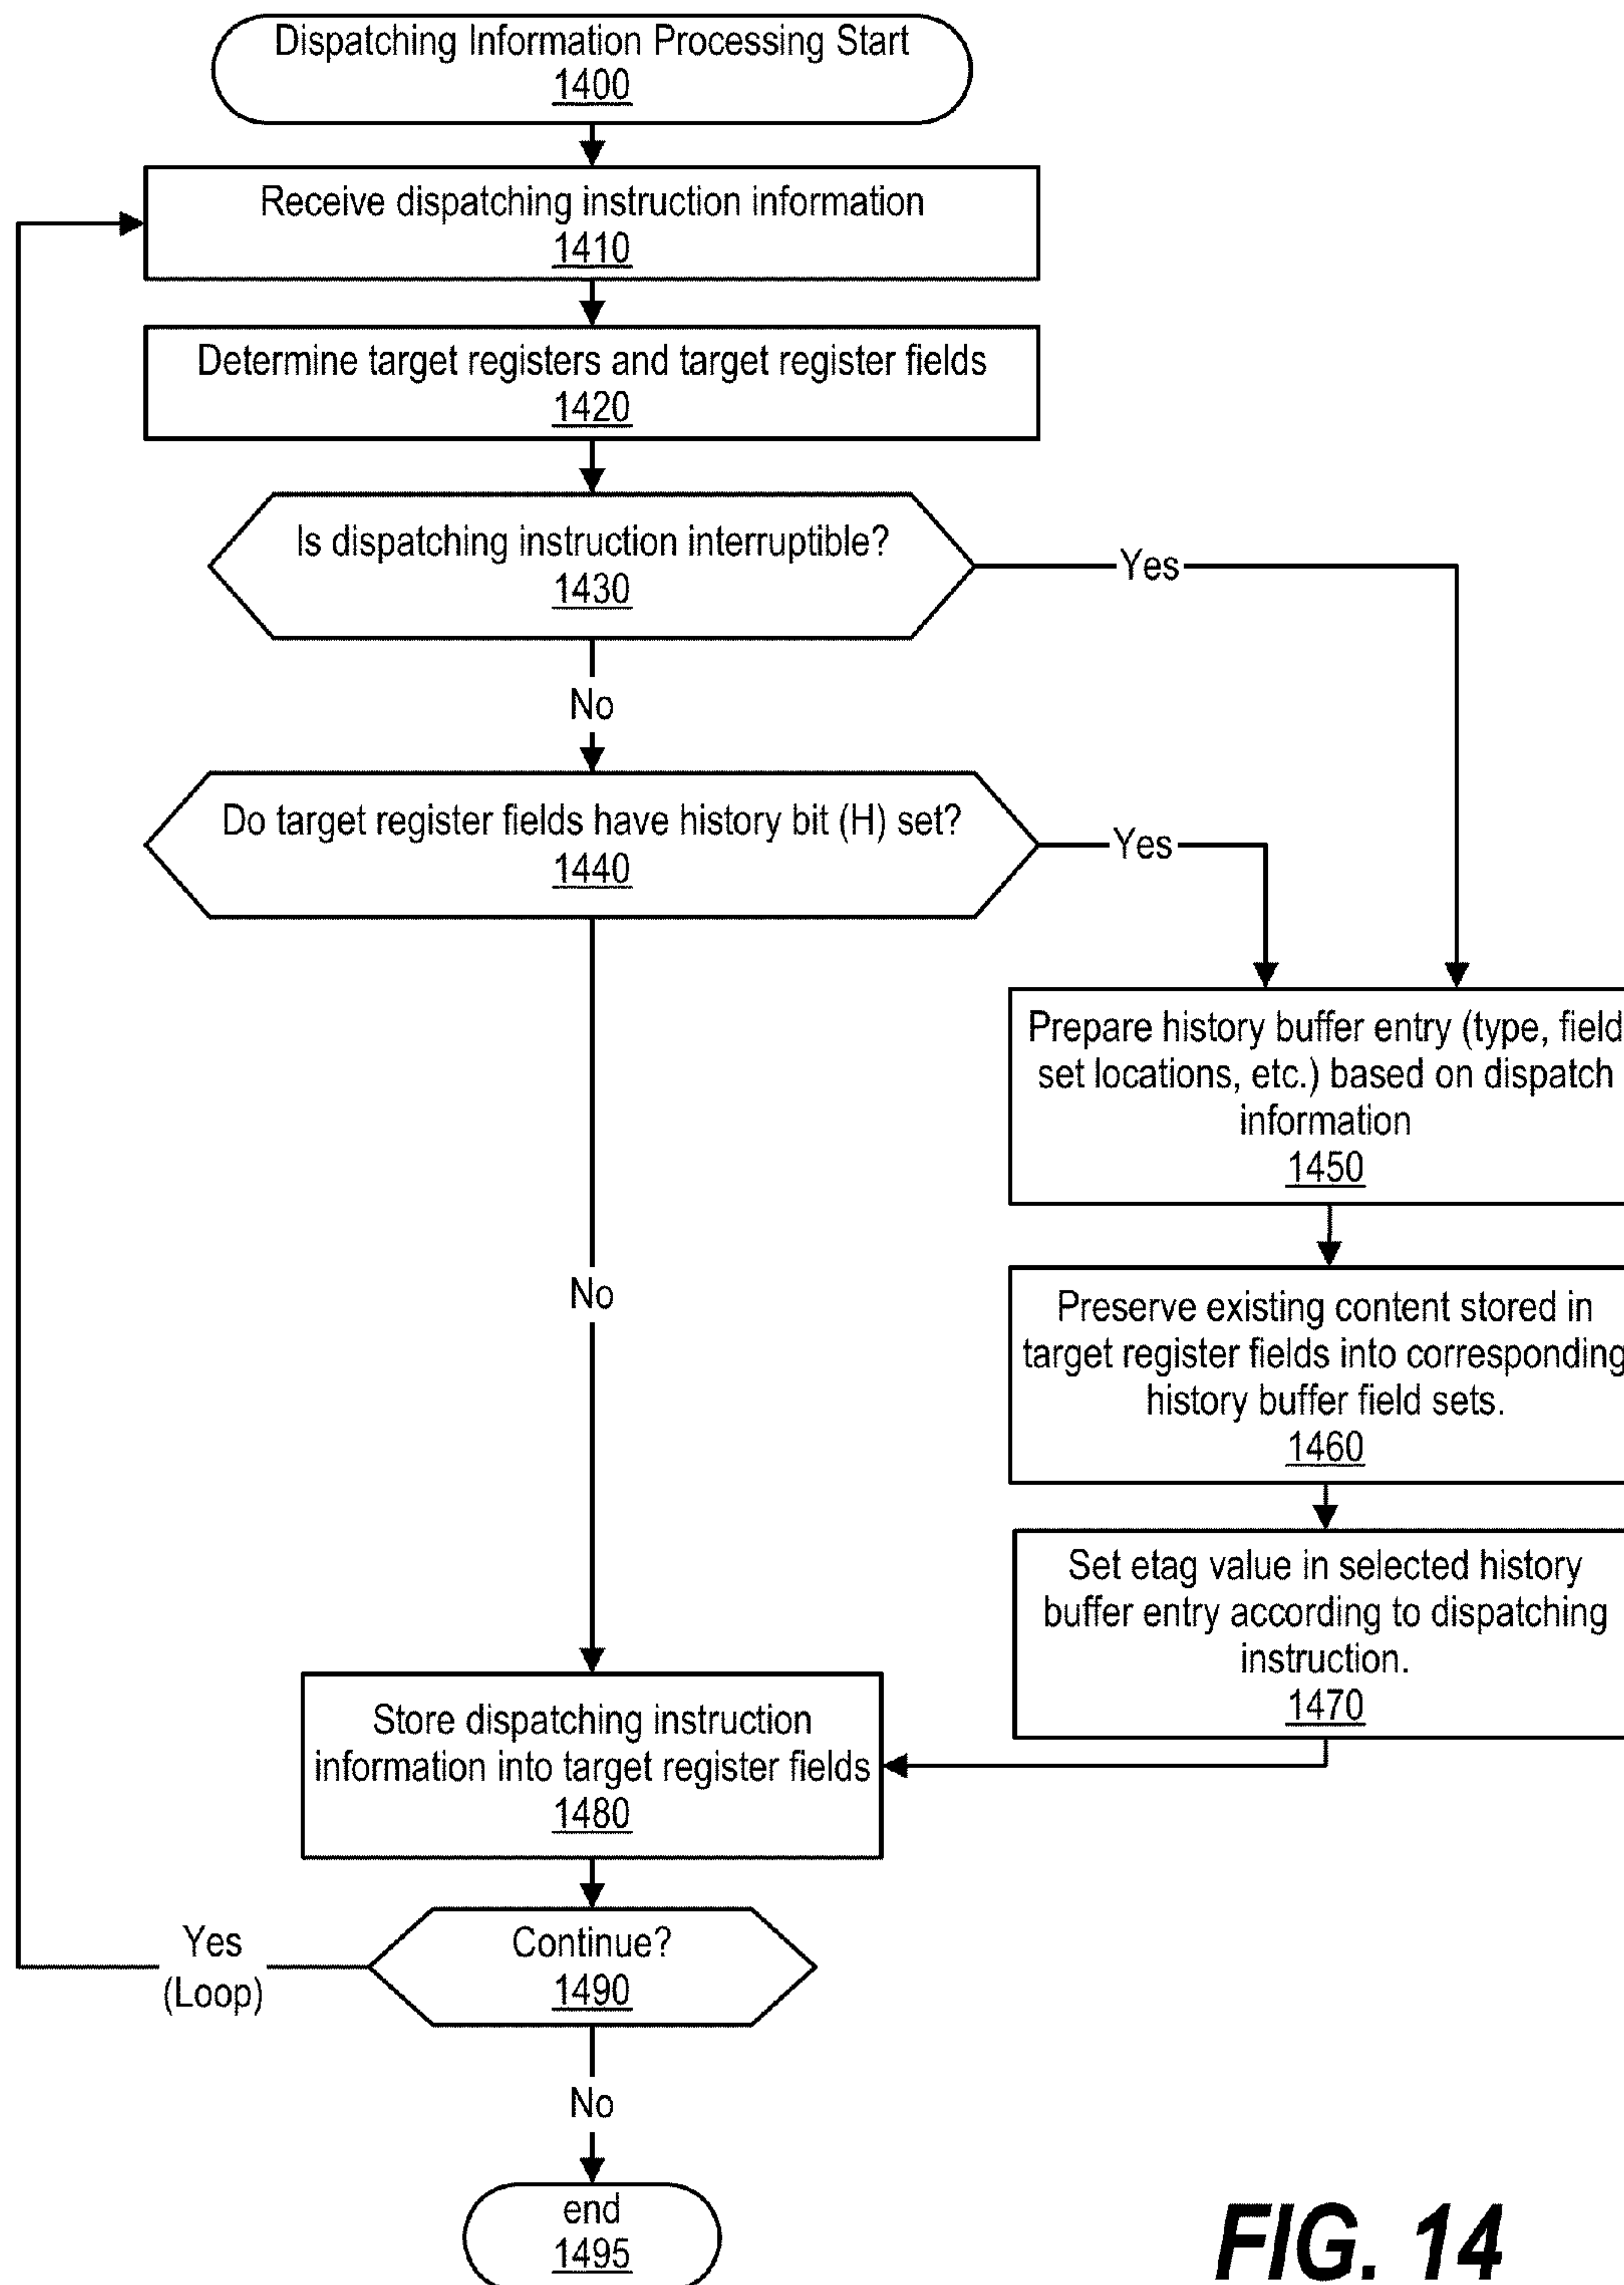 Dispatching Information Processing Start
1400
Receive dispatching instruction information
1410
Determine target registers and target register fields
1420
Is dispatching instruction interruptible?
1430
Yes
No
Do target register fields have history bit (H) set?
1440
Yes
Prepare history buffer entry (type, field
set locations, etc.) based on dispatch
information
1450
No
Preserve existing content stored in
target register fields into corresponding
history buffer field sets.
1460
Set etag value in selected history
buffer entry according to dispatching
instruction.
1470
Store dispatching instruction
information into target register fields
1480
Yes
(Loop)
Continue?
1490
No
end
1495
FIG. 14